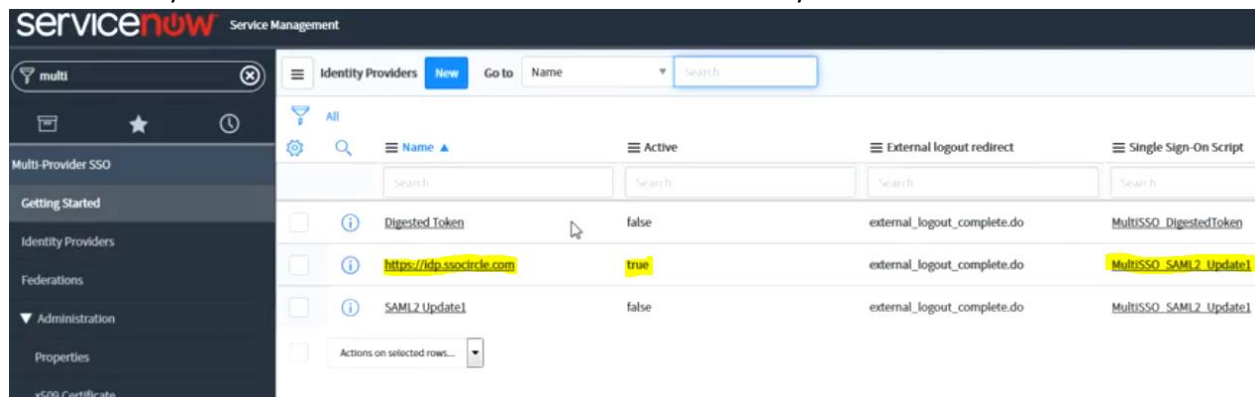 servicenow Service Management
multi
Identity Providers New Go to Name Search
All
Name Active External logout redirect Single Sign-On Script
Multi-Provider SSO
Search Search Search Search
Getting Started
Digested Token false external_logout_complete.do MultiSSO_DigestedToken
Identity Providers
https://idp.ssocircle.com true external_logout_complete.do MultiSSO_SAML2_Update1
Federations
SAML2 Update1 false external_logout_complete.do MultiSSO_SAML2_Update1
Administration
Properties
Actions on selected rows...
x509 Certificate